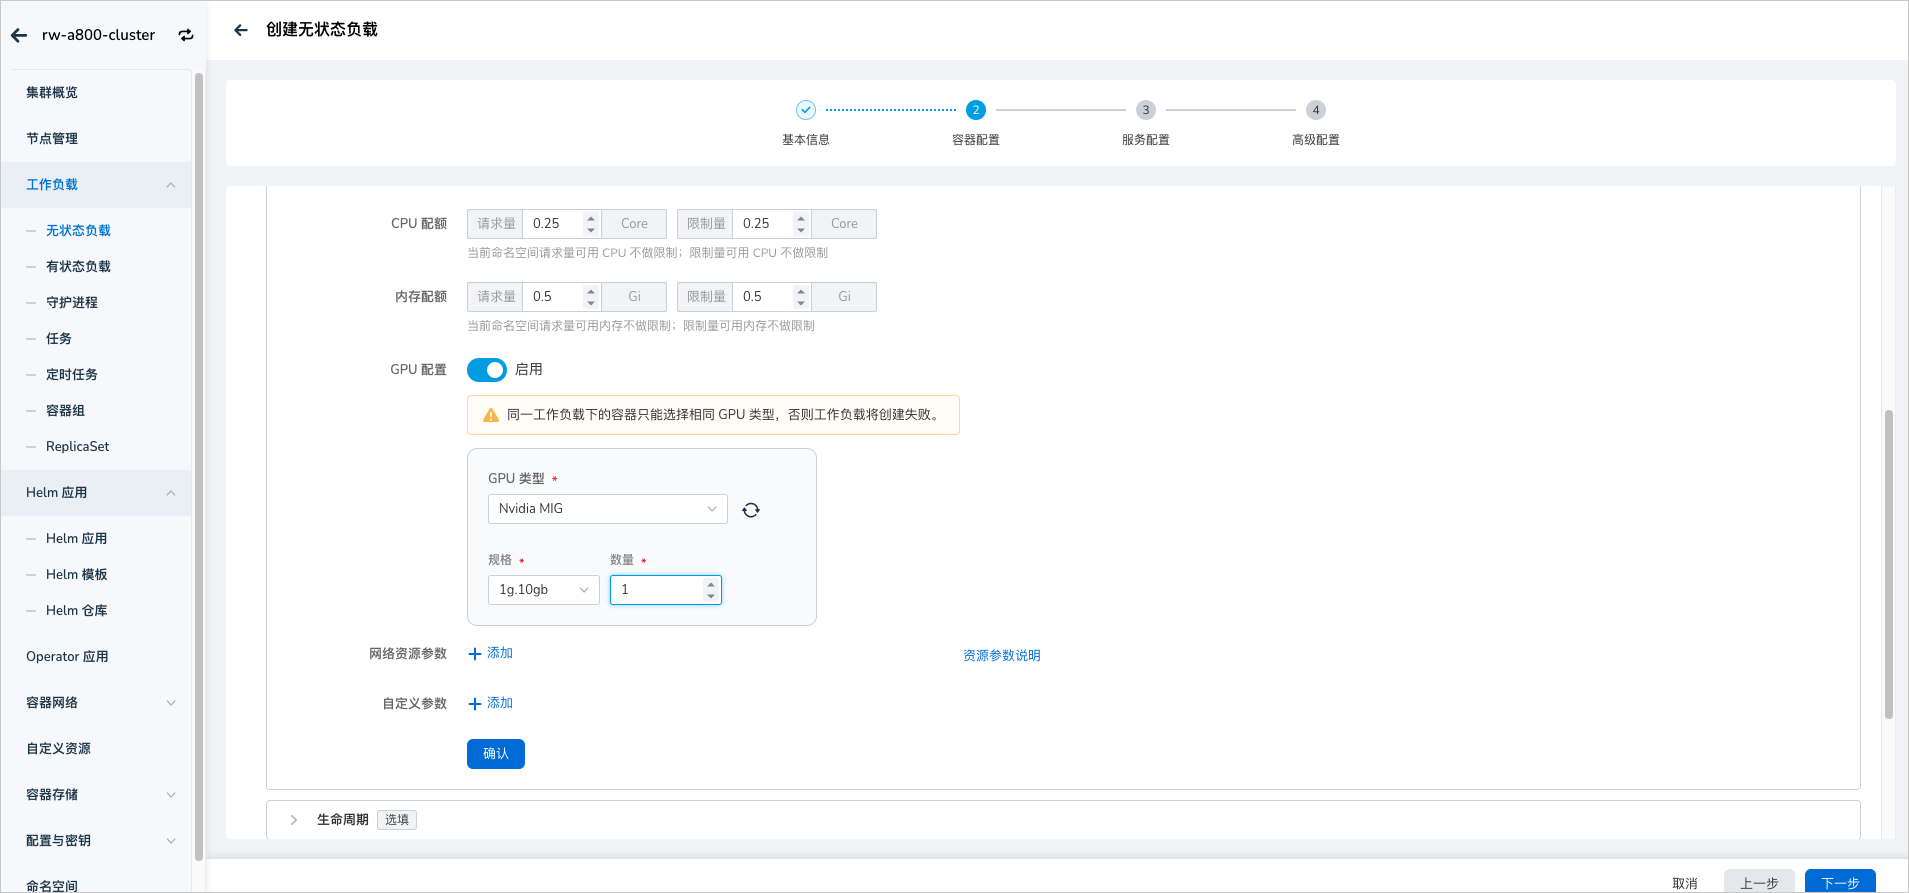 rw-a800-cluster
集群概览
节点管理
工作负载
无状态负载
有状态负载
守护进程
任务
定时任务
容器组
ReplicaSet
Helm 应用
Helm 应用
Helm 模板
Helm 仓库
Operator 应用
容器网络
自定义资源
容器存储
配置与密钥
命名空间
创建无状态负载
2 3 4
基本信息 容器配置 服务配置 高级配置
CPU 配额 请求量 0.25 Core 限制量 0.25 Core
当前命名空间请求量可用 CPU 不做限制；限制量可用 CPU 不做限制
内存配额 请求量 0.5 Gi 限制量 0.5 Gi
当前命名空间请求量可用内存不做限制；限制量可用内存不做限制
GPU 配置 启用
同一工作负载下的容器只能选择相同 GPU 类型，否则工作负载将创建失败。
GPU 类型 *
Nvidia MIG
规格 * 数量 *
1g.10gb 1
网络资源参数 添加 资源参数说明
自定义参数 添加
确认
生命周期 选填
取消 上一步 下一步